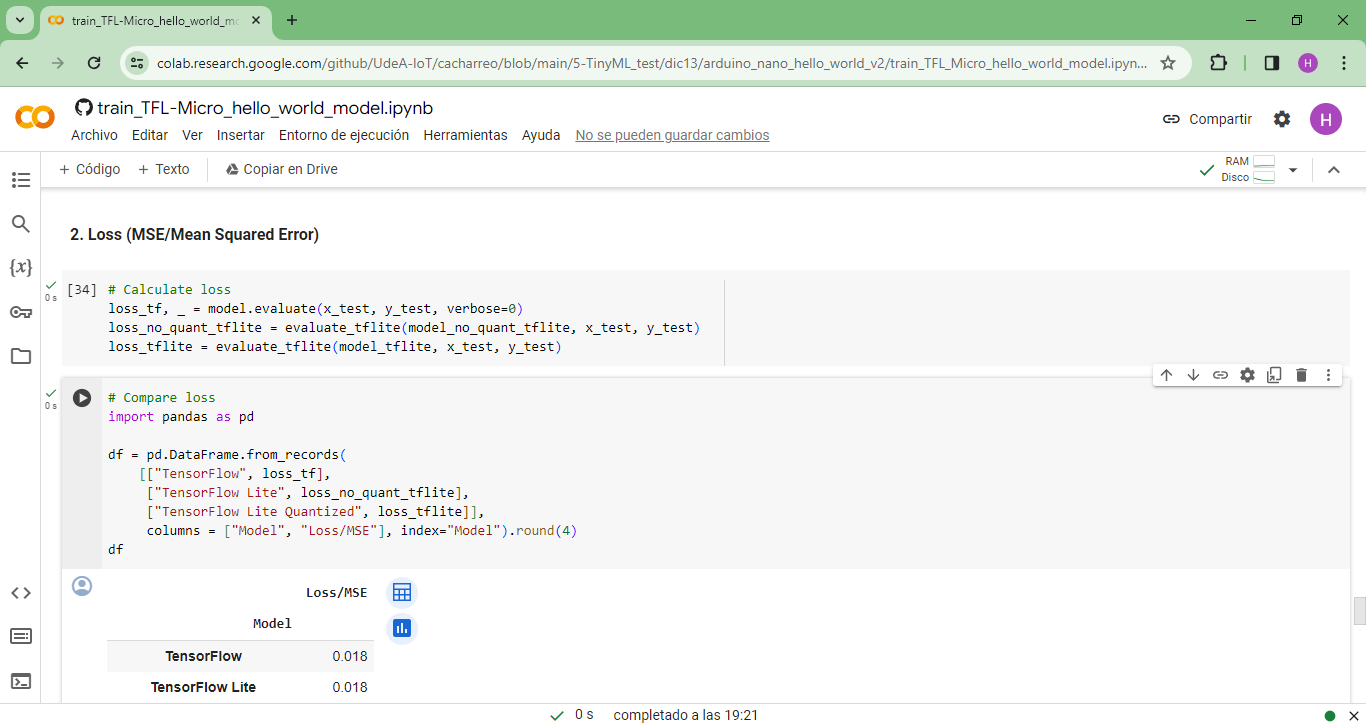 train_TFL-Micro_hello_world_mo
colab.research.google.com/github/UdeA-IoT/cacharreo/blob/main/5-TinyML_test/dic13/arduino_nano_hello_world_v2/train_TFL_Micro_hello_world_model.ipyn...
H
train_TFL-Micro_hello_world_model.ipynb
Archivo Editar Ver Insertar Entorno de ejecución Herramientas Ayuda No se pueden guardar cambios
Compartir
H
+ Código + Texto Copiar en Drive
RAM
Disco
2. Loss (MSE/Mean Squared Error)
0 s
[34] # Calculate loss
loss_tf, _ = model.evaluate(x_test, y_test, verbose=0)
loss_no_quant_tflite = evaluate_tflite(model_no_quant_tflite, x_test, y_test)
loss_tflite = evaluate_tflite(model_tflite, x_test, y_test)
0 s
# Compare loss
import pandas as pd
df = pd.DataFrame.from_records(
[["TensorFlow", loss_tf],
["TensorFlow Lite", loss_no_quant_tflite],
["TensorFlow Lite Quantized", loss_tflite]],
columns = ["Model", "Loss/MSE"], index="Model").round(4)
df
Loss/MSE
Model
TensorFlow 0.018
TensorFlow Lite 0.018
0 s completado a las 19:21